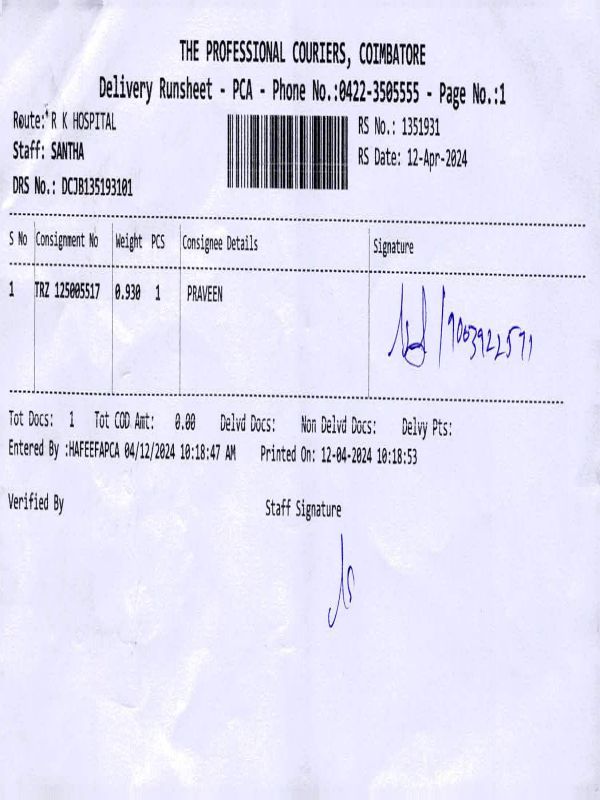 THE PROFESSIONAL COURIERS, COIMBATORE
Delivery Runsheet - PCA - Phone No.:0422-3505555 - Page No.:1
Route: R K HOSPITAL
RS No.: 1351931
Staff: SANTHA
RS Date: 12-Apr-2024
DRS No.: DCJB135193101
S No Consignment No Weight PCS Consignee Details Signature
1 TRZ 125005517 0.930 1 PRAVEEN
Tot Docs: 1 Tot COD Amt: 0.00 Delvd Docs: Non Delvd Docs: Delvy Pts:
Entered By :HAFEEFAPCA 04/12/2024 10:18:47 AM Printed On: 12-04-2024 10:18:53
Verified By Staff Signature